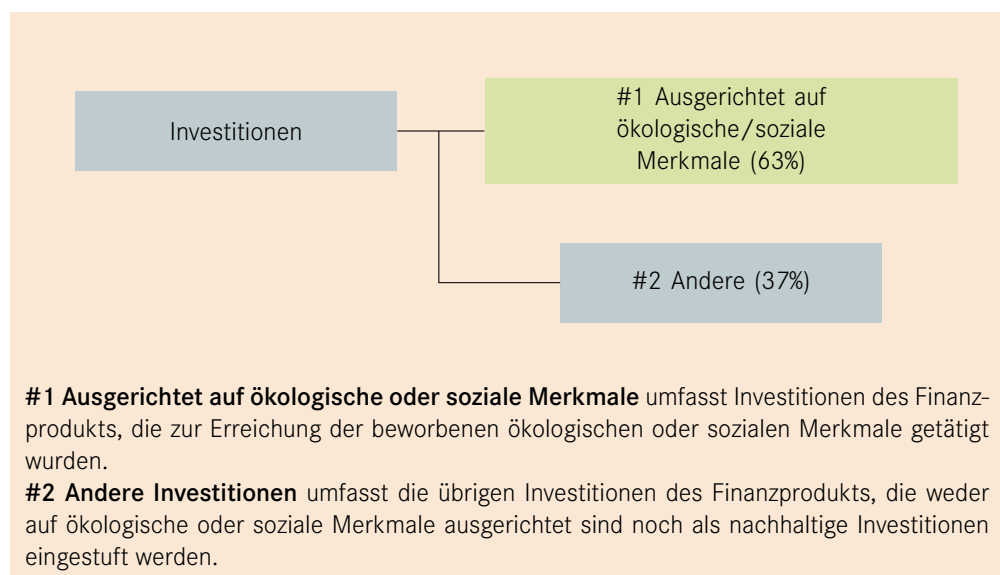 Investitionen
#1 Ausgerichtet auf
ökologische/soziale
Merkmale (63%)
#2 Andere (37%)
#1 Ausgerichtet auf ökologische oder soziale Merkmale umfasst Investitionen des Finanz-
produkts, die zur Erreichung der beworbenen ökologischen oder sozialen Merkmale getätigt
wurden.
#2 Andere Investitionen umfasst die übrigen Investitionen des Finanzprodukts, die weder
auf ökologische oder soziale Merkmale ausgerichtet sind noch als nachhaltige Investitionen
eingestuft werden.